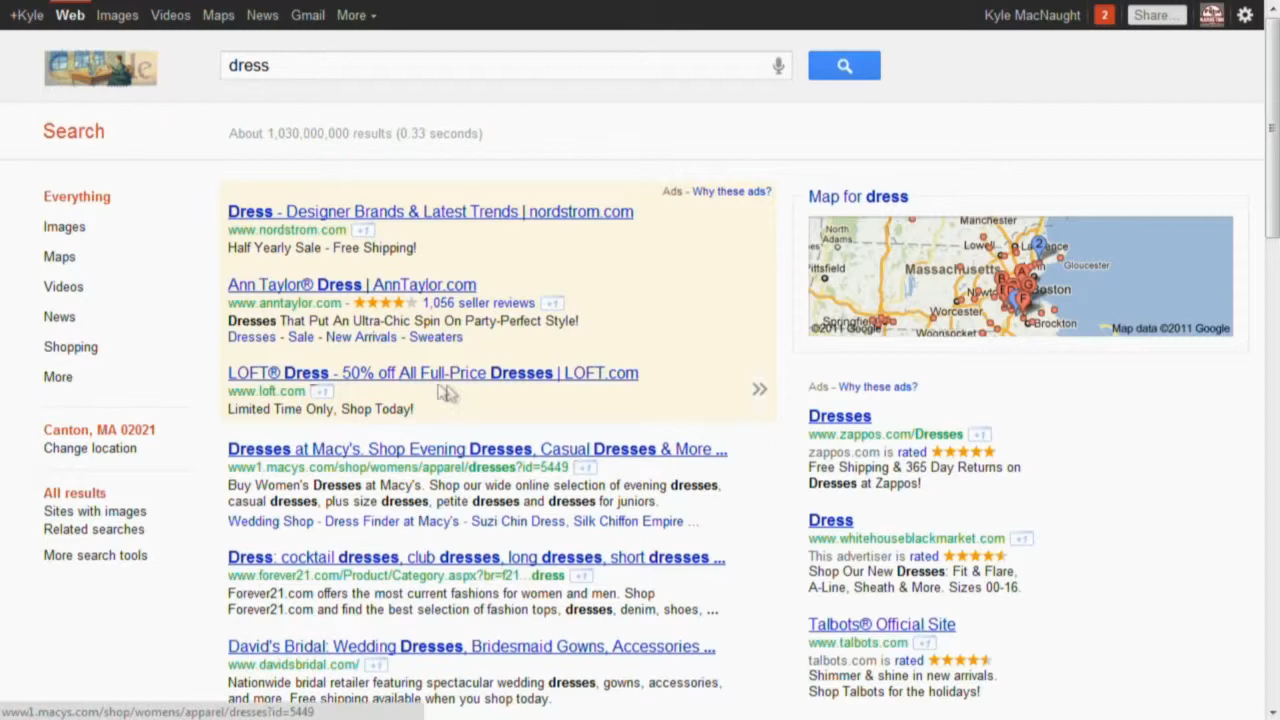 +Kyle Web Images Videos Maps News Gmail More
Kyle MacNaught 2 Share...
dress
Search
About 1,030,000,000 results (0.33 seconds)
Everything
Images
Maps
Videos
News
Shopping
More
Canton, MA 02021
Change location
All results
Sites with images
Related searches
More search tools
Ads - Why these ads?
Dress - Designer Brands & Latest Trends | nordstrom.com
www.nordstrom.com +1
Half Yearly Sale - Free Shipping!
Ann Taylor® Dress | AnnTaylor.com
www.anntaylor.com - 1,056 seller reviews +1
Dresses That Put An Ultra-Chic Spin On Party-Perfect Style!
Dresses - Sale - New Arrivals - Sweaters
LOFT® Dress - 50% off All Full-Price Dresses | LOFT.com
www.loft.com +1
Limited Time Only, Shop Today!
Dresses at Macy's. Shop Evening Dresses, Casual Dresses & More ...
www1.macys.com/shop/womens/apparel/dresses?id=5449 +1
Buy Women's Dresses at Macy's. Shop our wide online selection of evening dresses,
casual dresses, plus size dresses, petite dresses and dresses for juniors.
Wedding Shop - Dress Finder at Macy's - Suzi Chin Dress, Silk Chiffon Empire ...
Dress: cocktail dresses, club dresses, long dresses, short dresses ...
www.forever21.com/Product/Category.aspx?br=f21...dress +1
Forever21.com offers the most current fashions for women and men. Shop
Forever21.com and find the best selection of fashion tops, dresses, denim, shoes, ...
David's Bridal: Wedding Dresses, Bridesmaid Gowns, Accessories ...
www.davidsbridal.com/ +1
Nationwide bridal retailer featuring spectacular wedding dresses, gowns, accessories,
and more. Free shipping available when you shop today.
Map for dress
Manchester
North Adams
Lowell
Gloucester
Pittsfield
Massachusetts
Boston
Worcester
Springfield
Brockton
Woonsocket
©2011 Google
Map data ©2011 Google
Ads - Why these ads?
Dresses
www.zappos.com/Dresses +1
zappos.com is rated
Free Shipping & 365 Day Returns on
Dresses at Zappos!
Dress
www.whitehouseblackmarket.com +1
This advertiser is rated
Shop Our New Dresses: Fit & Flare,
A-Line, Sheath & More. Sizes 00-16.
Talbots® Official Site
www.talbots.com +1
talbots.com is rated
Shimmer & shine in new arrivals.
Shop Talbots for the holidays!
www1.macys.com/shop/womens/apparel/dresses?id=5449